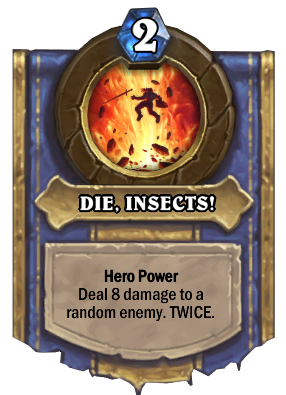 2
DIE, INSECTS!
Hero Power
Deal 8 damage to a
random enemy. TWICE.